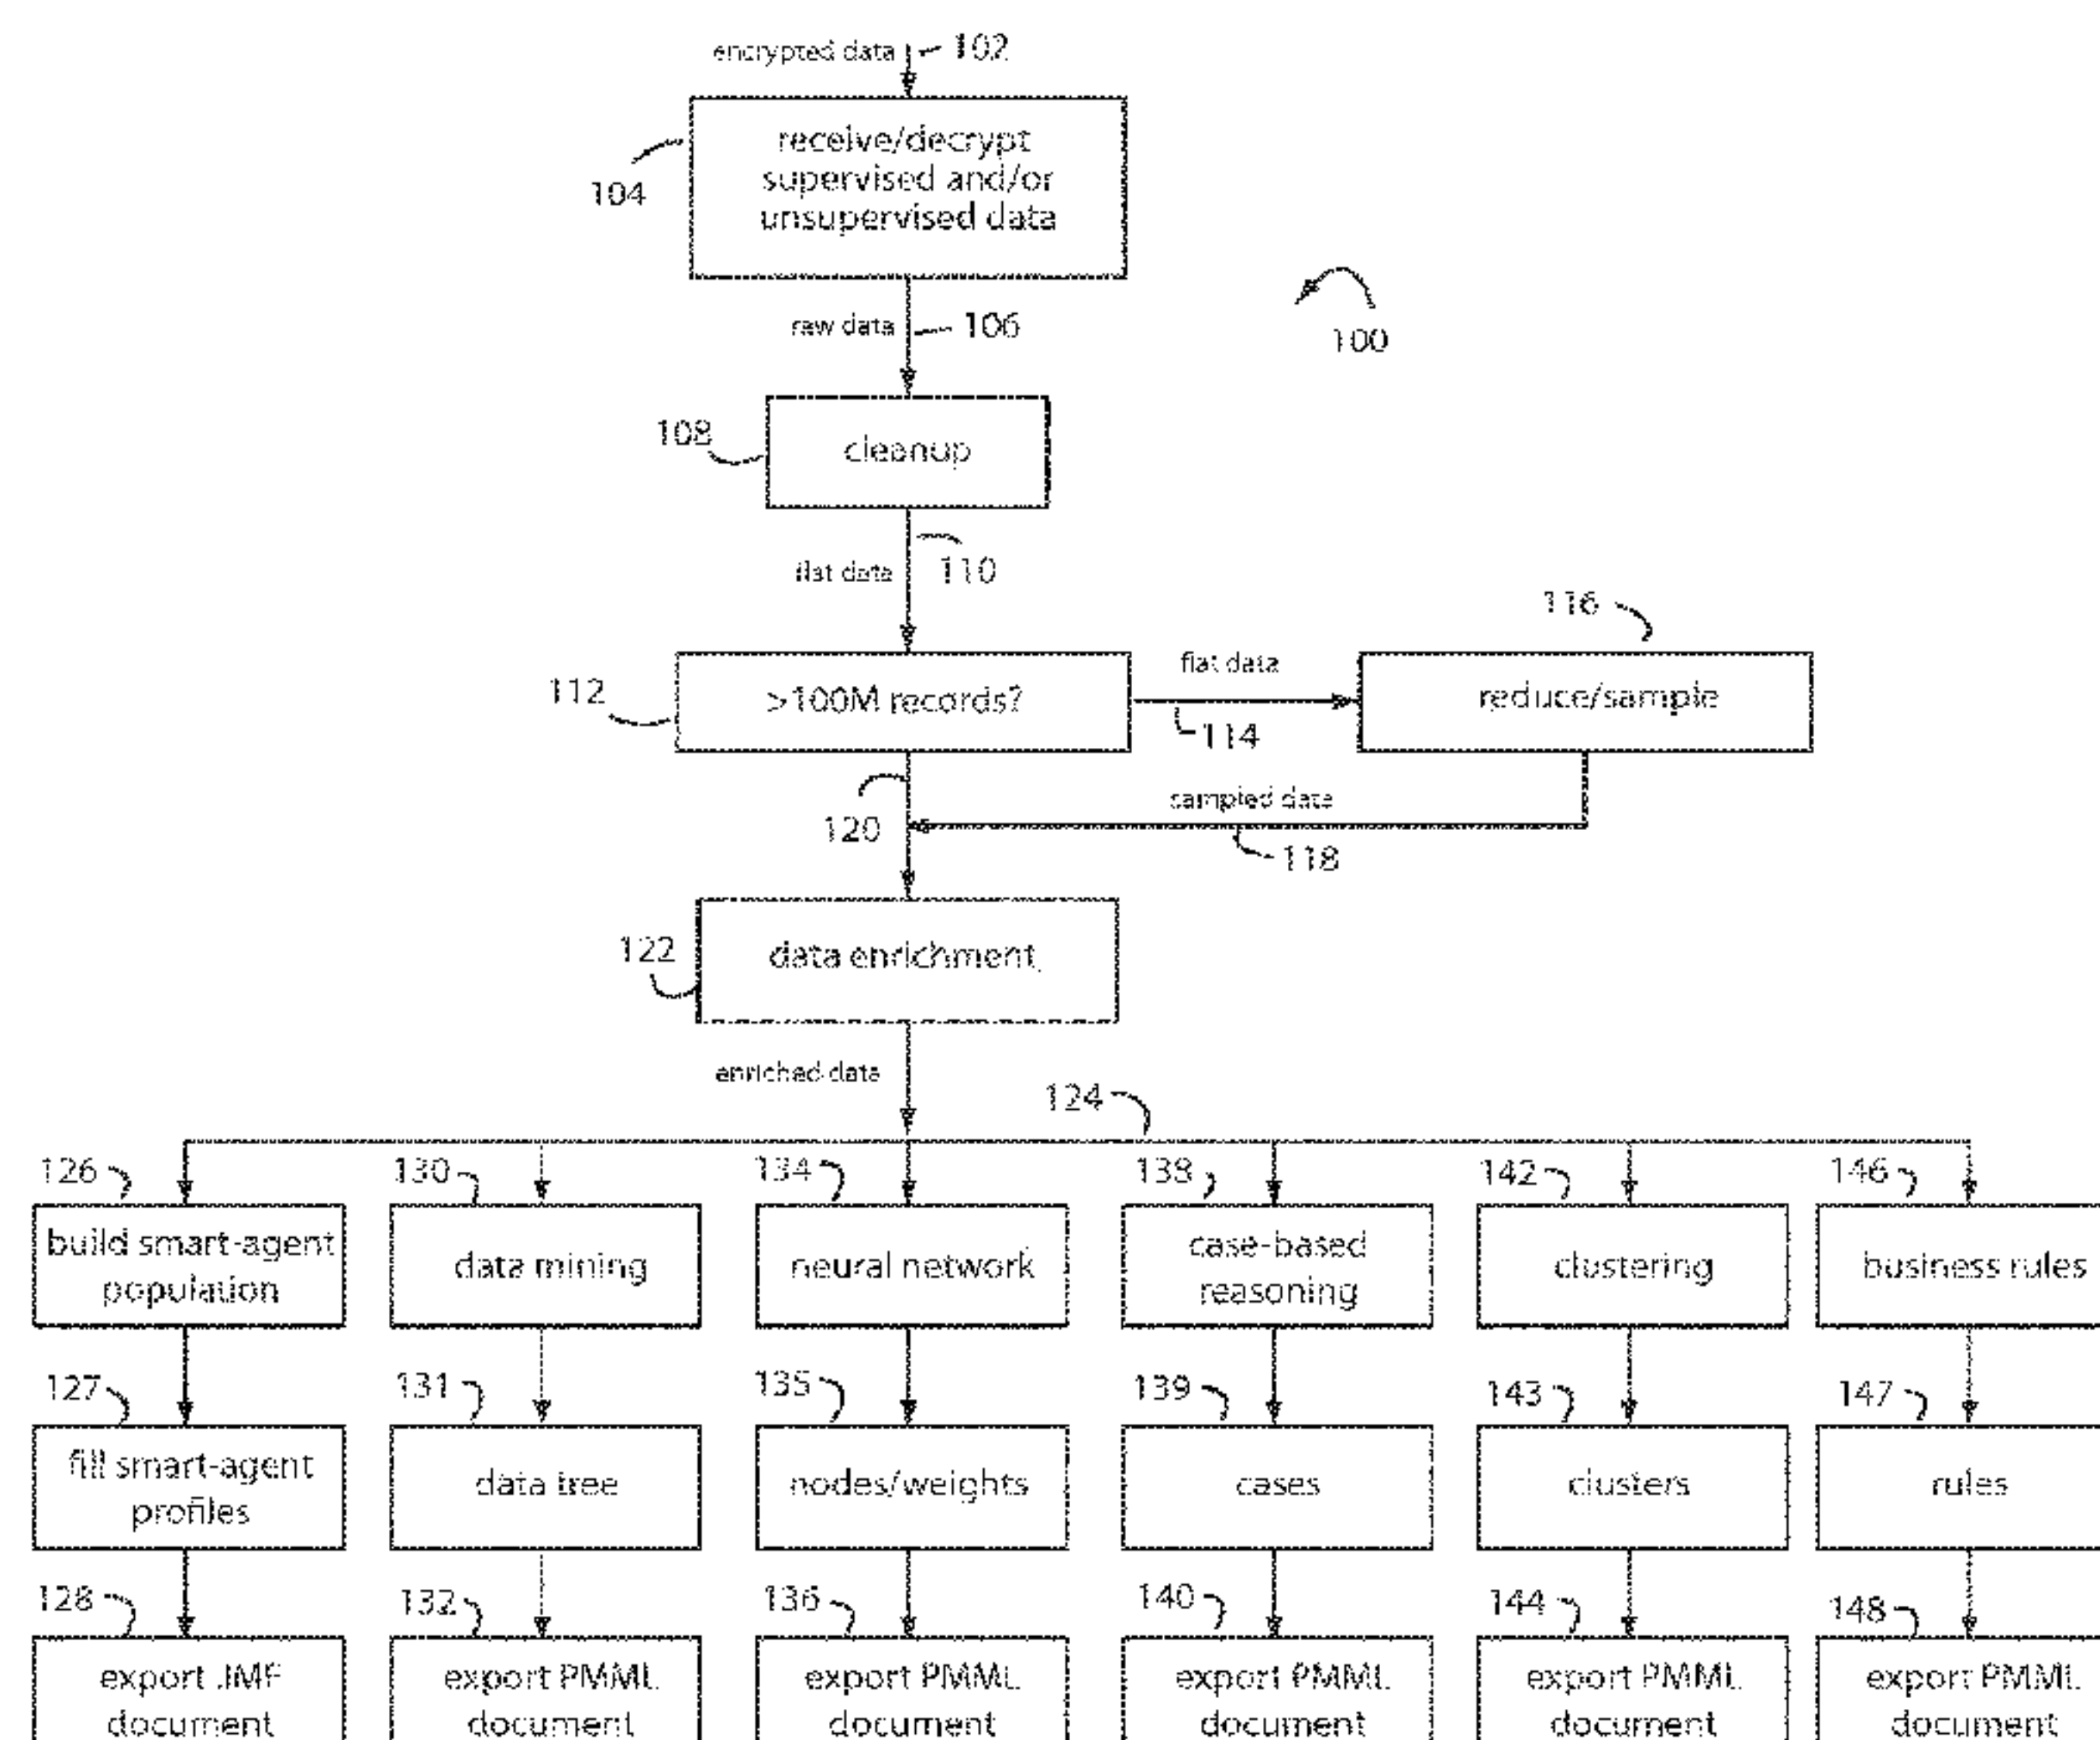 encrypted data 102
receive/decrypt
supervised and/or
unsupervised data
104
raw data 106
100
108 cleanup
flat data 110
116
112 >100M records? flat data reduce/sample
114
sampled data
120
118
122 data enrichment
enriched data
124
126 130 134 138 142 146
build smart-agent
population
data mining
neural network
case-based
reasoning
clustering
business rules
127 131 135 139 143 147
fill smart-agent
profiles
data tree
nodes/weights
cases
clusters
rules
128 132 136 140 144 148
export .IMF
document
export PMML
document
export PMML
document
export PMML
document
export PMML
document
export PMML
document